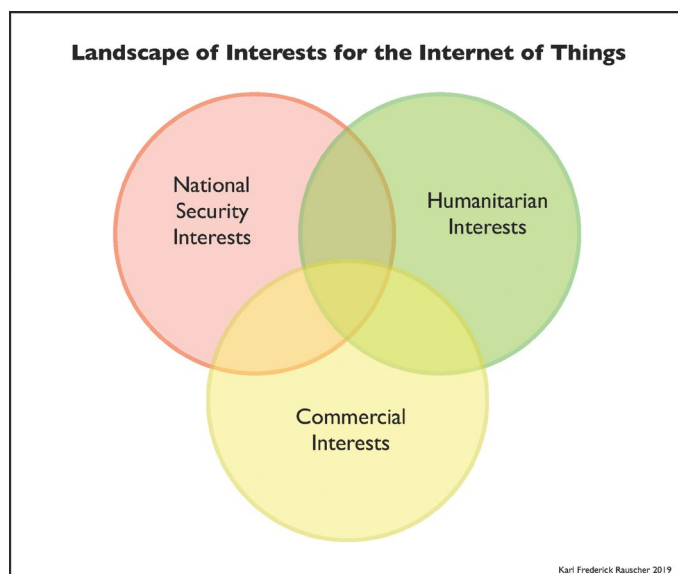 Landscape of Interests for the Internet of Things
National
Security
Interests
Humanitarian
Interests
Commercial
Interests
Karl Frederick Rauscher 2019